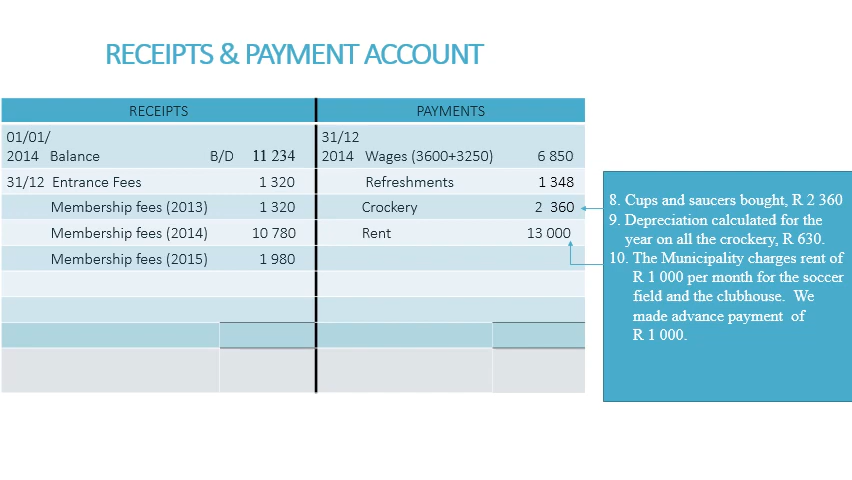 RECEIPTS & PAYMENT ACCOUNT
RECEIPTS PAYMENTS
01/01/ 31/12
2014 Balance B/D 11 234 2014 Wages (3600+3250) 6 850
31/12 Entrance Fees 1 320 Refreshments 1 348
Membership fees (2013) 1 320 Crockery 2 360
Membership fees (2014) 10 780 Rent 13 000
Membership fees (2015) 1 980
8. Cups and saucers bought, R 2 360
9. Depreciation calculated for the
year on all the crockery, R 630.
10. The Municipality charges rent of
R 1 000 per month for the soccer
field and the clubhouse. We
made advance payment of
R 1 000.